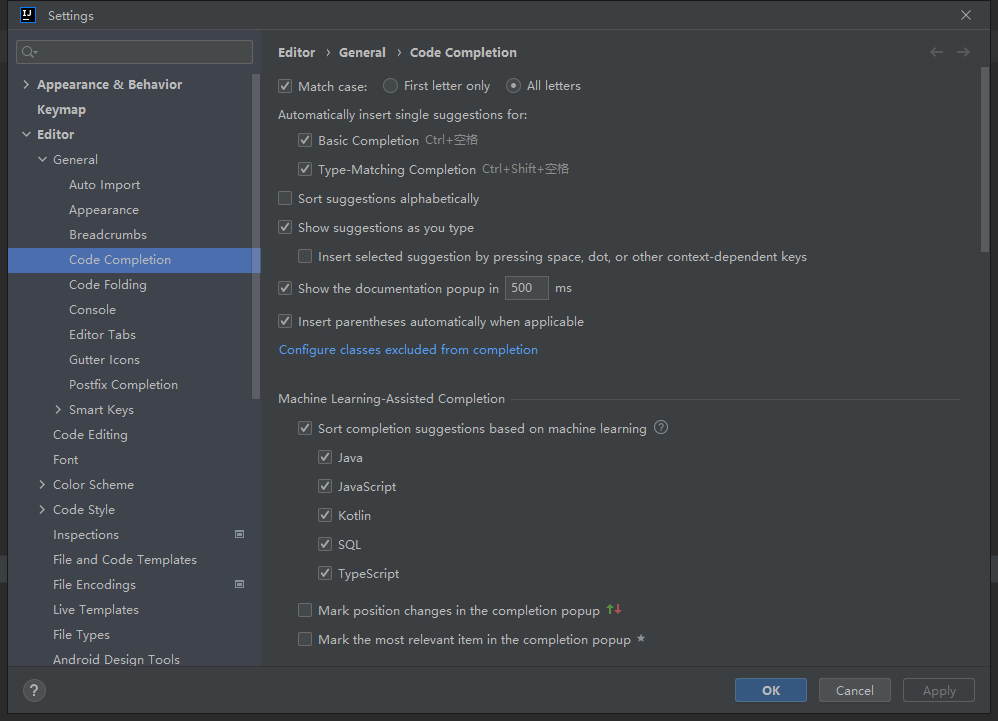 IJ Settings
Appearance & Behavior
Keymap
Editor
General
Auto Import
Appearance
Breadcrumbs
Code Completion
Code Folding
Console
Editor Tabs
Gutter Icons
Postfix Completion
Smart Keys
Code Editing
Font
Color Scheme
Code Style
Inspections
File and Code Templates
File Encodings
Live Templates
File Types
Android Design Tools
Editor › General › Code Completion
Match case: First letter only All letters
Automatically insert single suggestions for:
Basic Completion Ctrl+空格
Type-Matching Completion Ctrl+Shift+空格
Sort suggestions alphabetically
Show suggestions as you type
Insert selected suggestion by pressing space, dot, or other context-dependent keys
Show the documentation popup in 500 ms
Insert parentheses automatically when applicable
Configure classes excluded from completion
Machine Learning-Assisted Completion
Sort completion suggestions based on machine learning ?
Java
JavaScript
Kotlin
SQL
TypeScript
Mark position changes in the completion popup ↑↓
Mark the most relevant item in the completion popup ★
? OK Cancel Apply